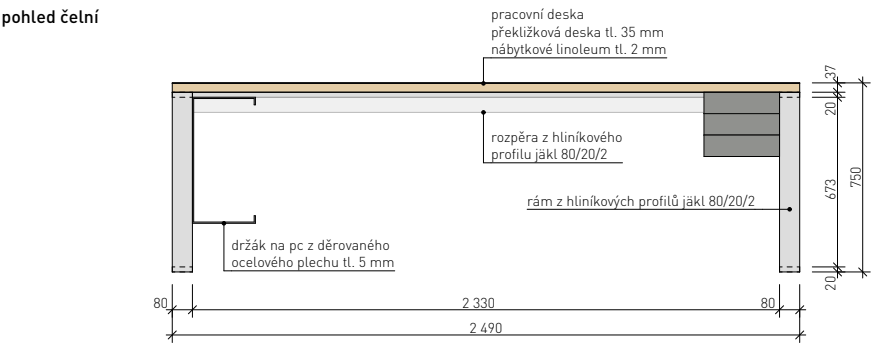 pohled čelní
pracovní deska
překližková deska tl. 35 mm
nábytkové linoleum tl. 2 mm
37
20
rozpěra z hliníkového
profilu jäkl 80/20/2
673
750
rám z hliníkových profilů jäkl 80/20/2
držák na pc z děrovaného
ocelového plechu tl. 5 mm
20
80
2 330
80
2 490